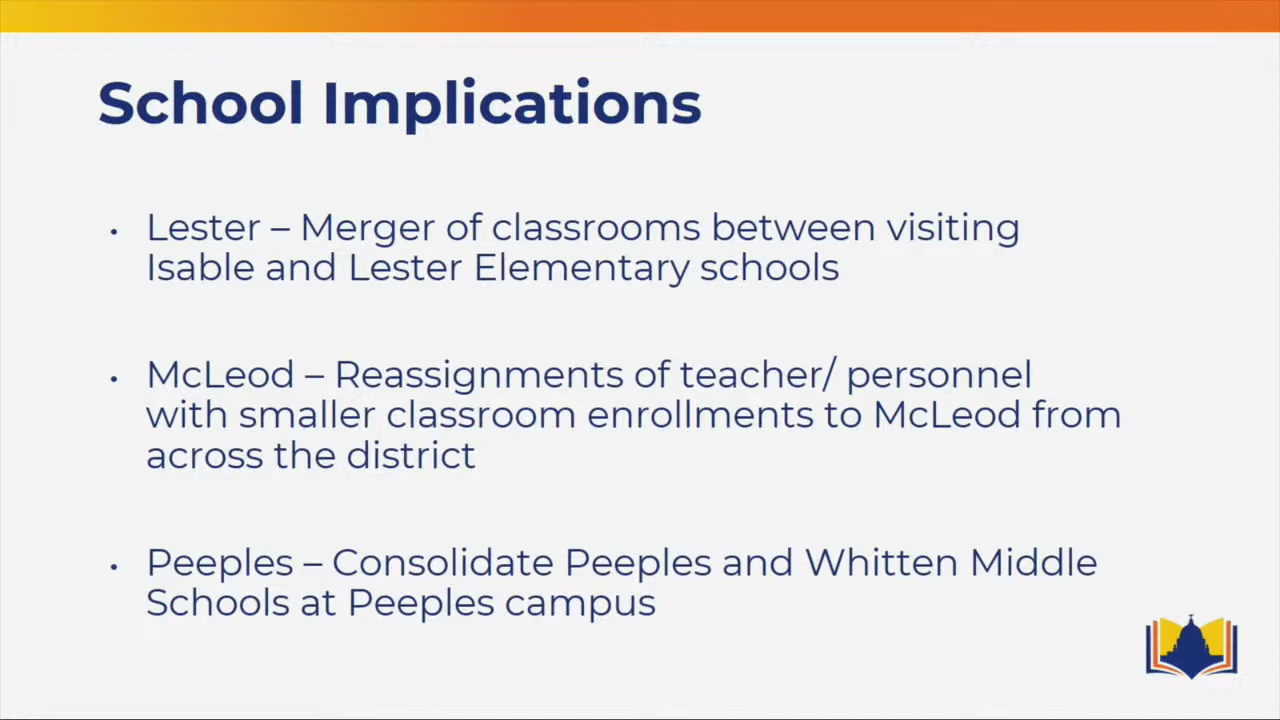 School Implications
• Lester – Merger of classrooms between visiting
Isable and Lester Elementary schools
• McLeod – Reassignments of teacher/ personnel
with smaller classroom enrollments to McLeod from
across the district
• Peeples – Consolidate Peeples and Whitten Middle
Schools at Peeples campus